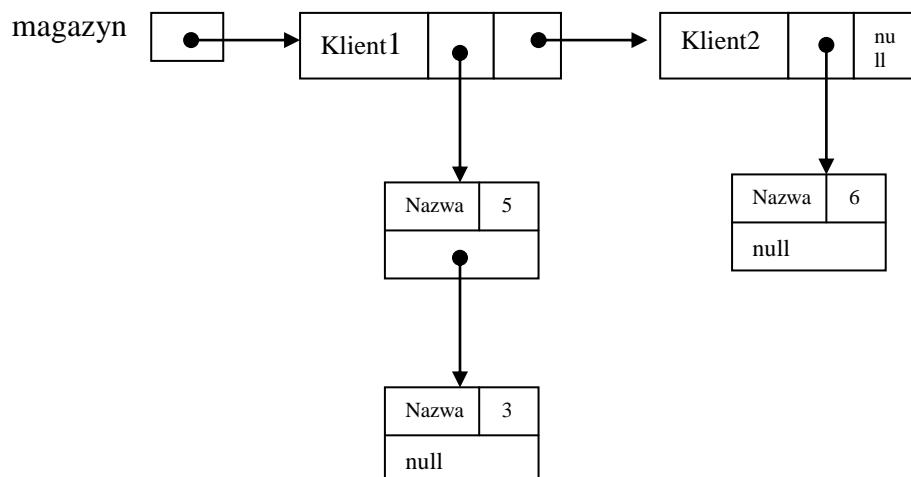 magazyn
Klient1
Klient2
nu
ll
Nazwa 5
Nazwa 6
null
Nazwa 3
null